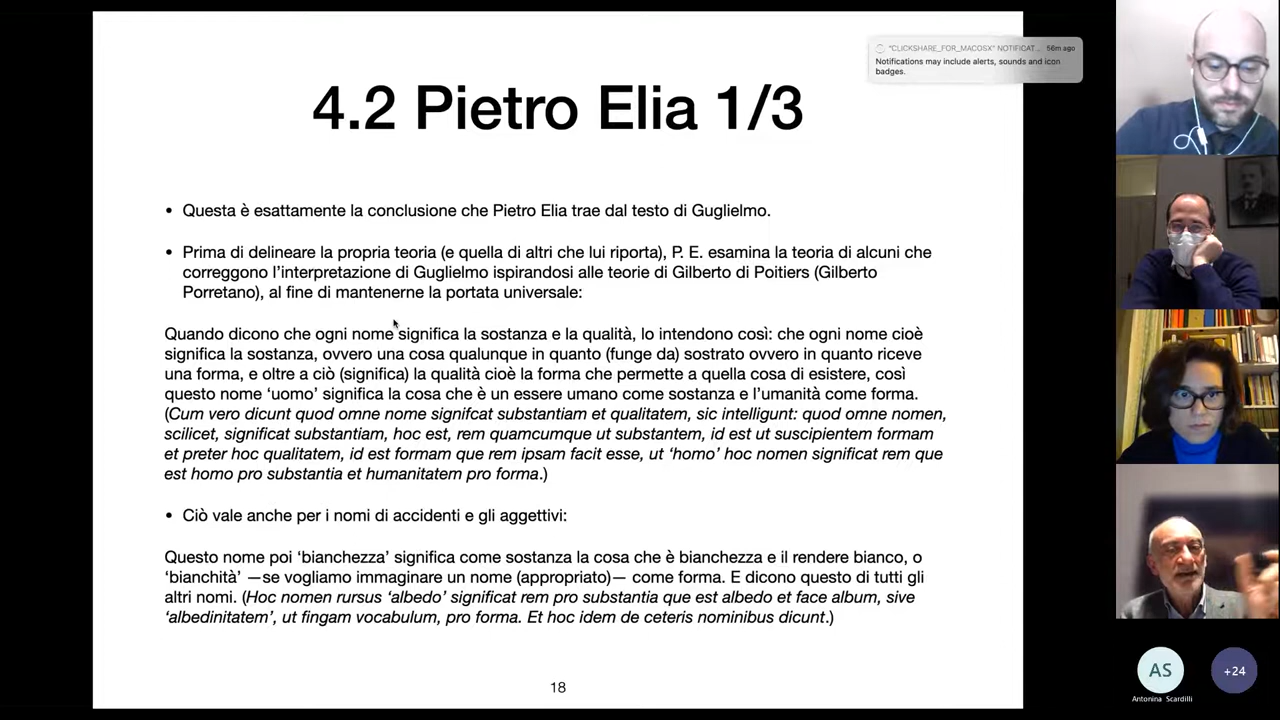 "CLICKSHARE_FOR_MACOSX" NOTIFICAT... 56m ago
Notifications may include alerts, sounds and icon
badges.
4.2 Pietro Elia 1/3
• Questa è esattamente la conclusione che Pietro Elia trae dal testo di Guglielmo.
• Prima di delineare la propria teoria (e quella di altri che lui riporta), P. E. esamina la teoria di alcuni che
correggono l'interpretazione di Guglielmo ispirandosi alle teorie di Gilberto di Poitiers (Gilberto
Porretano), al fine di mantenerne la portata universale:
Quando dicono che ogni nome significa la sostanza e la qualità, lo intendono così: che ogni nome cioè
significa la sostanza, ovvero una cosa qualunque in quanto (funge da) sostrato ovvero in quanto riceve
una forma, e oltre a ciò (significa) la qualità cioè la forma che permette a quella cosa di esistere, così
questo nome 'uomo' significa la cosa che è un essere umano come sostanza e l'umanità come forma.
(Cum vero dicunt quod omne nome signifcat substantiam et qualitatem, sic intelligunt: quod omne nomen,
scilicet, significat substantiam, hoc est, rem quamcumque ut substantem, id est ut suscipientem formam
et preter hoc qualitatem, id est formam que rem ipsam facit esse, ut 'homo' hoc nomen significat rem que
est homo pro substantia et humanitatem pro forma.)
• Ciò vale anche per i nomi di accidenti e gli aggettivi:
Questo nome poi 'bianchezza' significa come sostanza la cosa che è bianchezza e il rendere bianco, o
'bianchità' —se vogliamo immaginare un nome (appropriato)— come forma. E dicono questo di tutti gli
altri nomi. (Hoc nomen rursus 'albedo' significat rem pro substantia que est albedo et face album, sive
'albedinitatem', ut fingam vocabulum, pro forma. Et hoc idem de ceteris nominibus dicunt.)
18
AS
+24
Antonina Scardilli